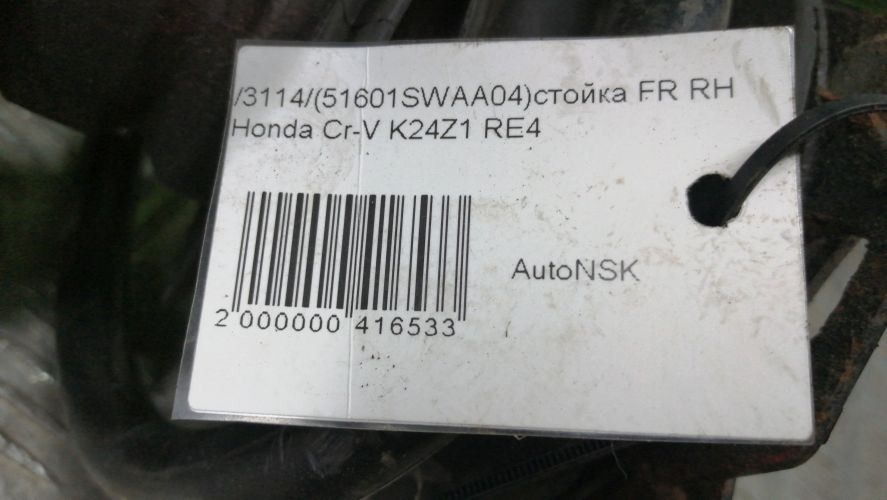 /3114/(51601SWAA04)стойка FR RH
Honda Cr-V K24Z1 RE4
AutoNSK
2 000000 416533